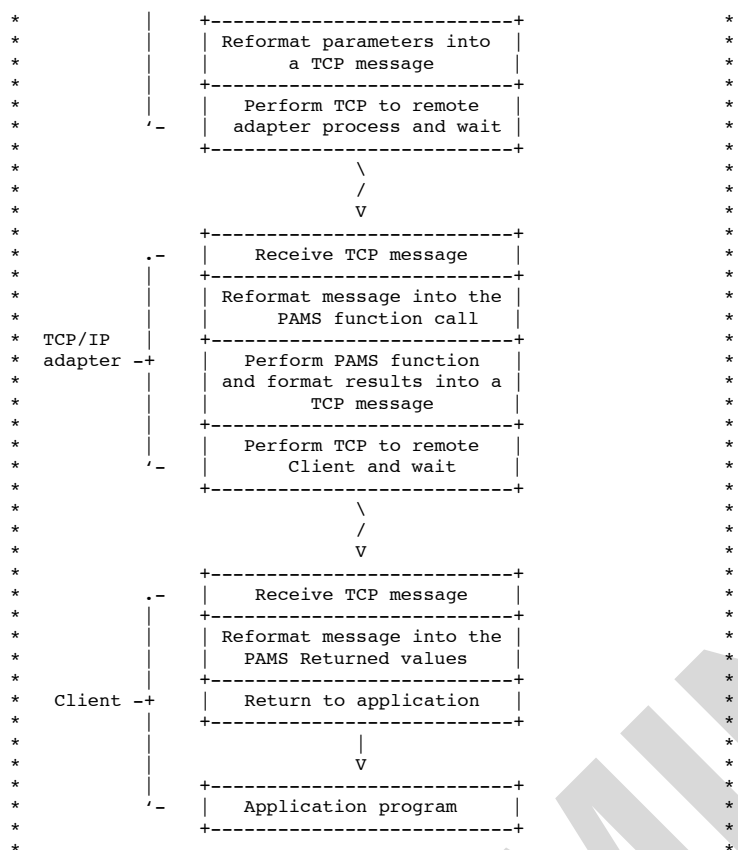 *            |    +---------------------------+                   *
*            |    | Reformat parameters into  |                   *
*            |    |       a TCP message       |                   *
*            |    +---------------------------+                   *
*            |    |   Perform TCP to remote   |                   *
*            '-   |  adapter process and wait |                   *
*                 +---------------------------+                   *
*                               \                                 *
*                               /                                 *
*                               V                                 *
*                 +---------------------------+                   *
*            .-   |    Receive TCP message    |                   *
*            |    +---------------------------+                   *
*            |    | Reformat message into the |                   *
*            |    |      PAMS function call   |                   *
*  TCP/IP    |    +---------------------------+                   *
*  adapter  -+    |   Perform PAMS function   |                   *
*            |    | and format results into a |                   *
*            |    |         TCP message       |                   *
*            |    +---------------------------+                   *
*            |    |   Perform TCP to remote   |                   *
*            '-   |       Client and wait     |                   *
*                 +---------------------------+                   *
*                               \                                 *
*                               /                                 *
*                               V                                 *
*                 +---------------------------+                   *
*            .-   |    Receive TCP message    |                   *
*            |    +---------------------------+                   *
*            |    | Reformat message into the |                   *
*            |    |   PAMS Returned values    |                   *
*            |    +---------------------------+                   *
*   Client  -+    |   Return to application   |                   *
*            |    +---------------------------+                   *
*            |                  |                                 *
*            |                  V                                 *
*            |    +---------------------------+                   *
*            '-   |   Application program     |                   *
*                 +---------------------------+                   *
*                                                                 *